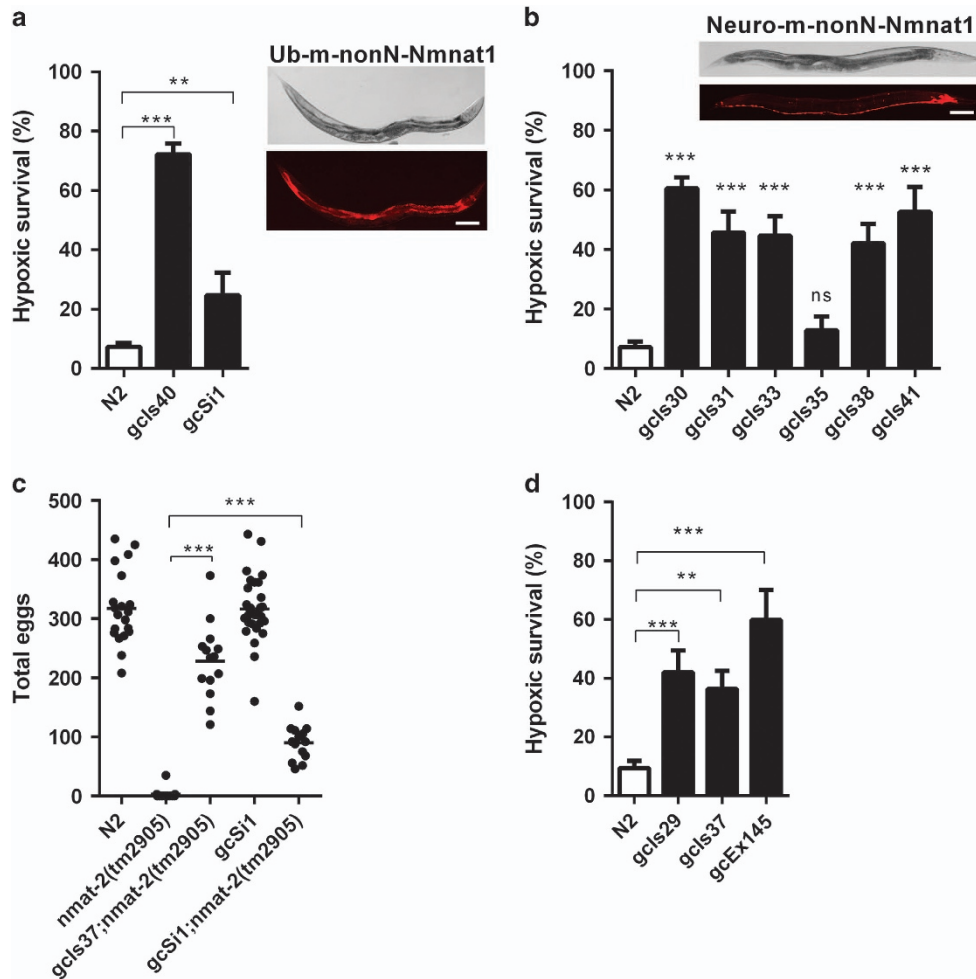 a
Ub-m-nonN-Nmnat1
Hypoxic survival (%)
100
80
60
40
20
0
**
***
N2
gcIs40
gcSi1
b
Neuro-m-nonN-Nmnat1
Hypoxic survival (%)
100
80
60
40
20
0
***
***
***
ns
***
***
N2
gcIs30
gcIs31
gcIs33
gcIs35
gcIs38
gcIs41
c
Total eggs
500
400
300
200
100
0
***
***
N2
nmat-2(tm2905)
gcIs37;nmat-2(tm2905)
gcSi1
gcSi1;nmat-2(tm2905)
d
Hypoxic survival (%)
100
80
60
40
20
0
***
**
***
N2
gcIs29
gcIs37
gcEx145